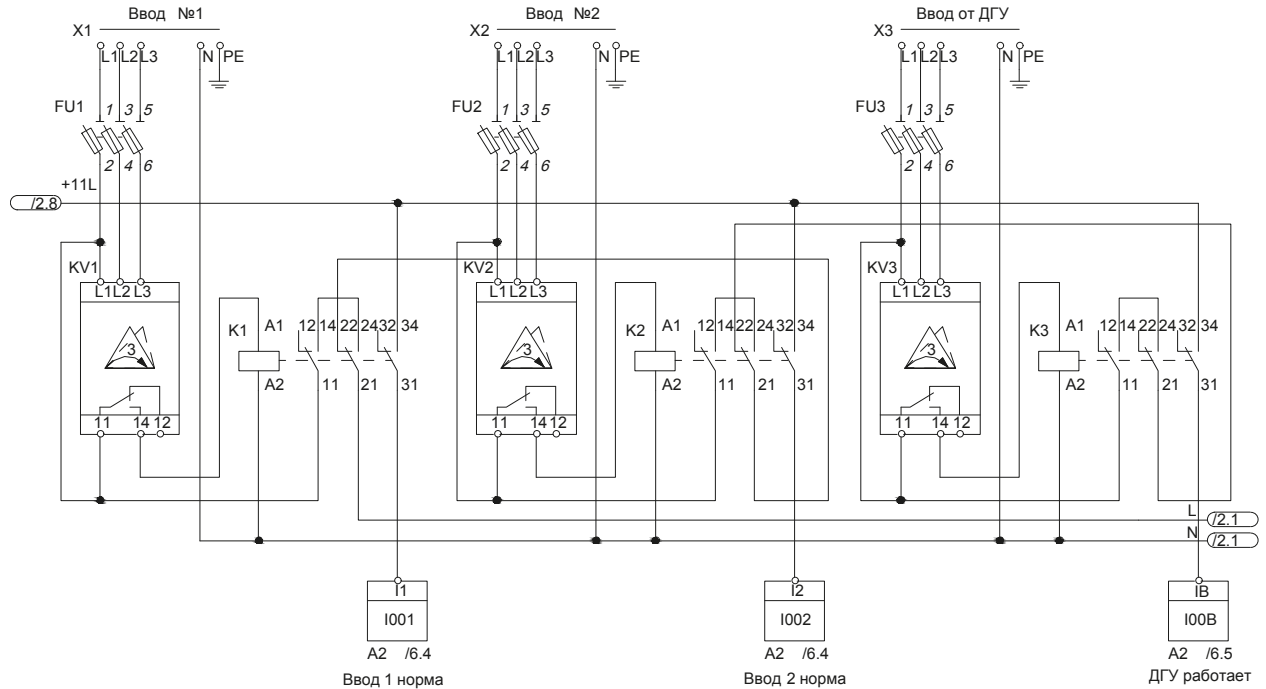 Ввод №1 Ввод №2 Ввод от ДГУ
X1 X2 X3
L1 L2 L3 N PE L1 L2 L3 N PE L1 L2 L3 N PE
FU1 1 3 5 FU2 1 3 5 FU3 1 3 5
2 4 6 2 4 6 2 4 6
+11L
/2.8
KV1 KV2 KV3
L1 L2 L3 L1 L2 L3 L1 L2 L3
K1 A1 12 14 22 24 32 34 K2 A1 12 14 22 24 32 34 K3 A1 12 14 22 24 32 34
3 3 3
A2 11 21 31 A2 11 21 31 A2 11 21 31
11 14 12 11 14 12 11 14 12
L /2.1
N /2.1
I1 I2 IB
I001 I002 I00B
A2 /6.4 A2 /6.4 A2 /6.5
Ввод 1 норма Ввод 2 норма ДГУ работает